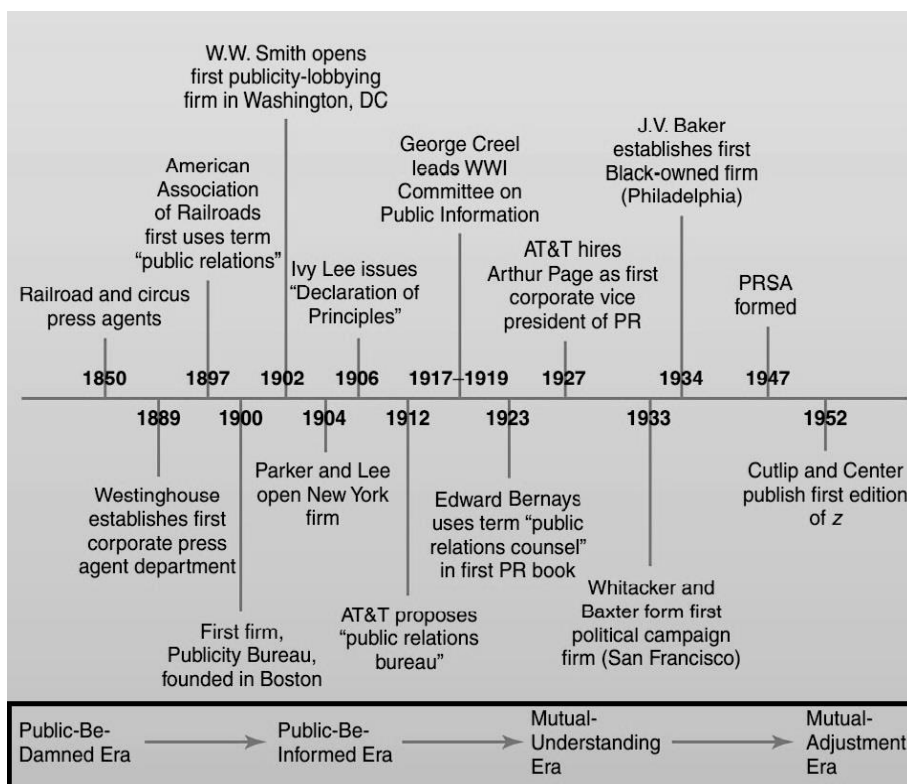 W.W. Smith opens
first publicity-lobbying
firm in Washington, DC
George Creel
leads WWI
Committee on
Public Information
J.V. Baker
establishes first
Black-owned firm
(Philadelphia)
American
Association
of Railroads
first uses term
“public relations”
Ivy Lee issues
“Declaration of
Principles”
AT&T hires
Arthur Page as first
corporate vice
president of PR
PRSA
formed
Railroad and circus
press agents
1850
1897
1902
1906
1917–1919
1927
1934
1947
1889
1900
1904
1912
1923
1933
1952
Westinghouse
establishes first
corporate press
agent department
Parker and Lee
open New York
firm
Edward Bernays
uses term “public
relations counsel”
in first PR book
Cutlip and Center
publish first edition
of z
First firm,
Publicity Bureau,
founded in Boston
AT&T proposes
“public relations
bureau”
Whitacker and
Baxter form first
political campaign
firm (San Francisco)
Public-Be-
Damned Era
Public-Be-
Informed Era
Mutual-
Understanding
Era
Mutual-
Adjustment
Era